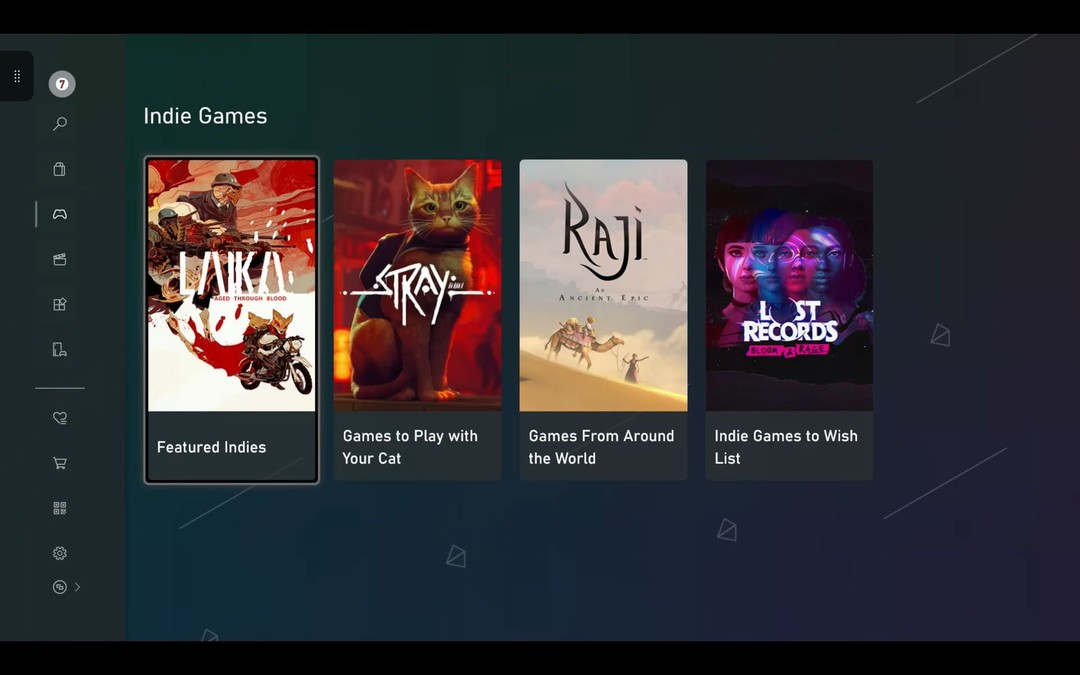 7
Indie Games
LAIKA
AGED THROUGH BLOOD
Featured Indies
STRAY
Games to Play with
Your Cat
RAJI
An
Ancient Epic
Games From Around
the World
LOST
RECORDS
BLOOM & RAGE
Indie Games to Wish
List